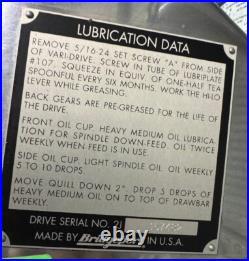 LUBRICATION DATA
REMOVE 5/16-24 SET SCREW "A" FROM SIDE
OF VARI-DRIVE. SCREW IN TUBE OF LUBRIPLATE
#107. SQUEEZE IN EQUIV. OF ONE-HALF TEA
SPOONFUL EVERY SIX MONTHS. WORK THE HI-LO
LEVER WHILE GREASING.
BACK GEARS ARE PRE-GREASED FOR THE LIFE OF
THE DRIVE.
FRONT OIL CUP. HEAVY MEDIUM OIL LUBRICA-
TION FOR SPINDLE DOWN-FEED. OIL TWICE
WEEKLY WHEN FEED IS IN USE.
SIDE OIL CUP. LIGHT SPINDLE OIL. OIL WEEKLY
5 TO 10 DROPS.
MOVE QUILL DOWN 2". DROP 5 DROPS OF
HEAVY MEDIUM OIL ON TO TOP OF DIAGRAM
WEEKLY.
DRIVE SERIAL NO. 2J
MADE BY Bridgeport IN U.S.A.